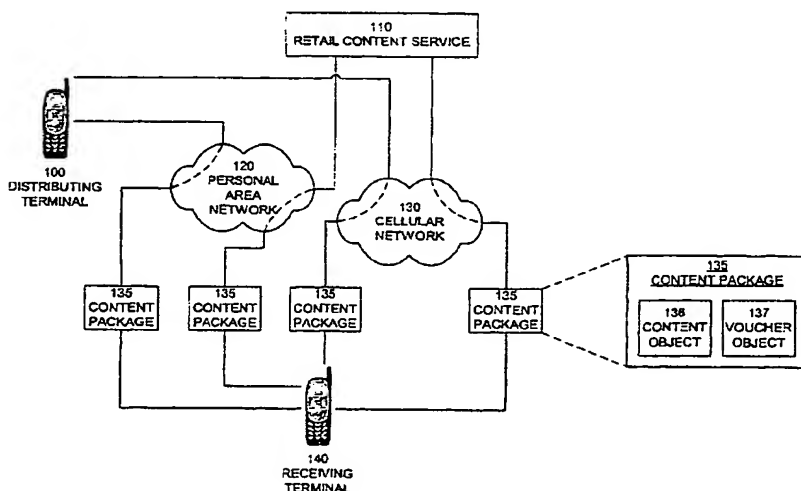 110
RETAIL CONTENT SERVICE
100
DISTRIBUTING
TERMINAL
120
PERSONAL
AREA
NETWORK
130
CELLULAR
NETWORK
135
CONTENT
PACKAGE
135
CONTENT
PACKAGE
135
CONTENT
PACKAGE
135
CONTENT
PACKAGE
135
CONTENT PACKAGE
136
CONTENT
OBJECT
137
VOUCHER
OBJECT
140
RECEIVING
TERMINAL